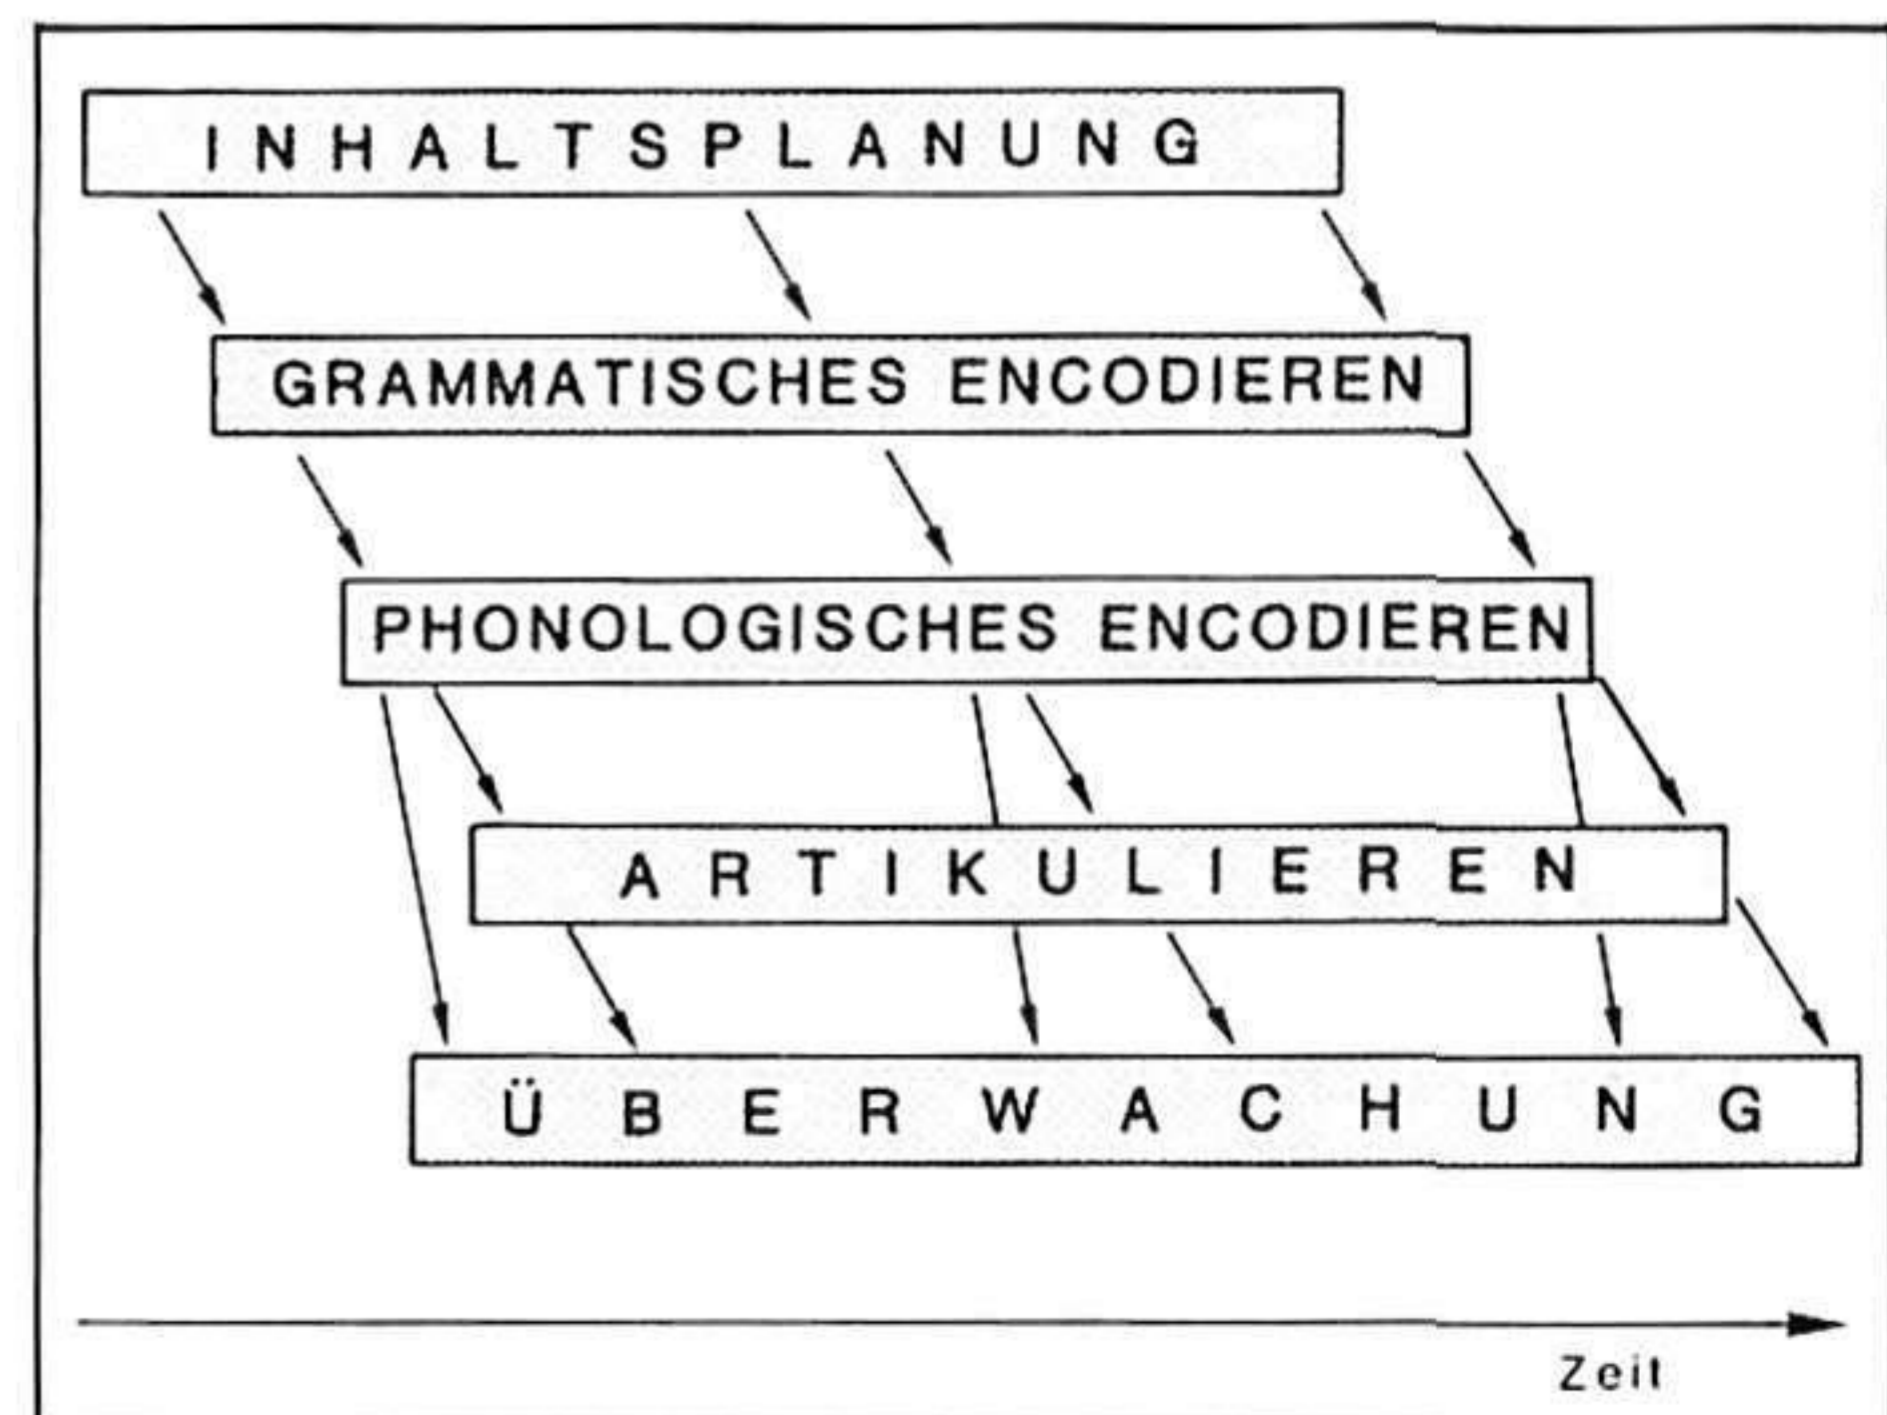 INHALTSPLANUNG
GRAMMATISCHES ENCODIEREN
PHONOLOGISCHES ENCODIEREN
ARTIKULIEREN
ÜBERWACHUNG
Zeit